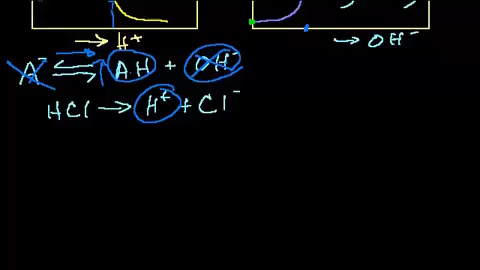 → H⁺
→ OH⁻
A⁻ ⇌ ↑ AH + OH⁻
HCl → H⁺ + Cl⁻